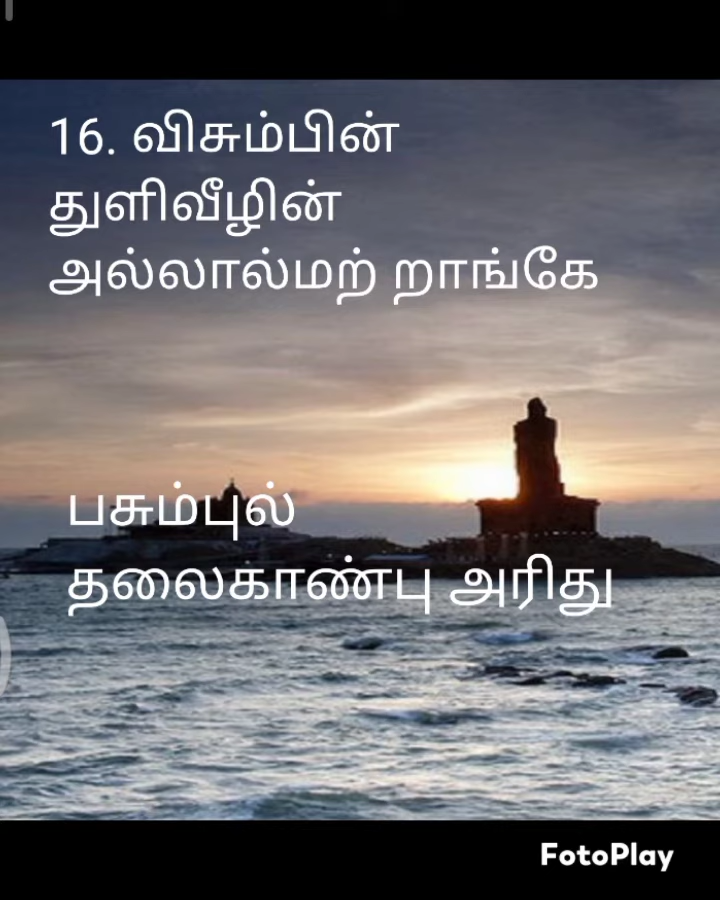 16. விசும்பின்
துளிவீழின்
அல்லால்மற் றாங்கே
பசும்புல்
தலைகாண்பு அரிது
FotoPlay